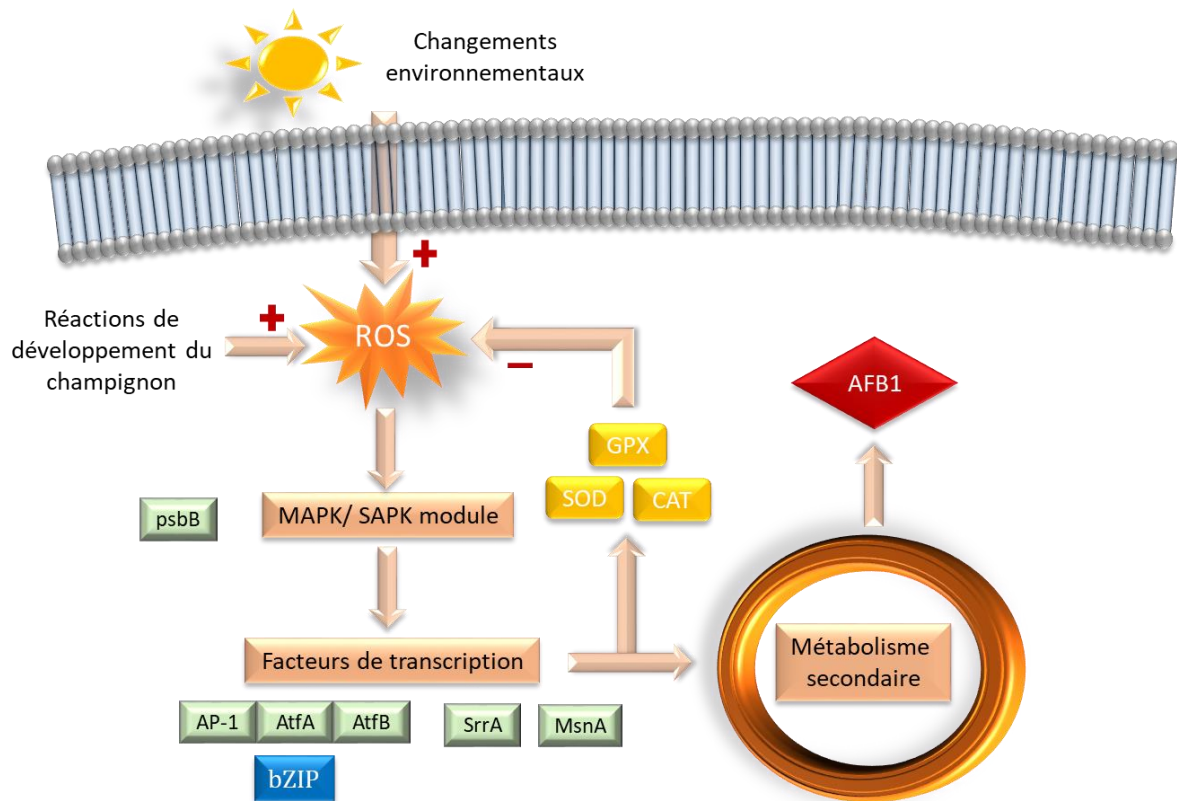 Changements
environnementaux
+
Réactions de
développement du
champignon
+
ROS
−
AFB1
GPX
SOD
CAT
psbB
MAPK/ SAPK module
Facteurs de transcription
Métabolisme
secondaire
AP-1
AtfA
AtfB
SrrA
MsnA
bZIP